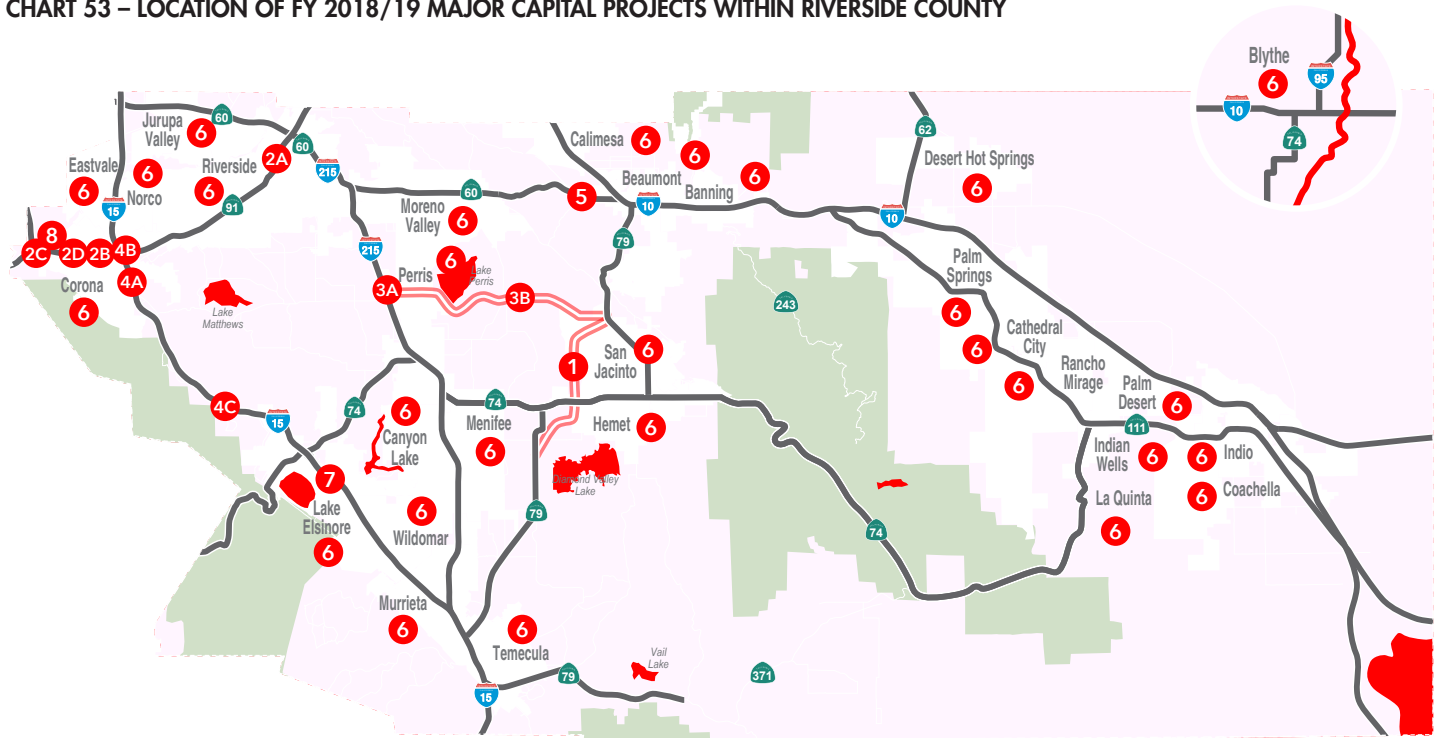 CHART 53 – LOCATION OF FY 2018/19 MAJOR CAPITAL PROJECTS WITHIN RIVERSIDE COUNTY
Blythe
6
95
10
74
60
Jurupa
Valley
6
2A
60
215
Eastvale
6
6
Norco
Riverside
6
91
15
8
2C
2D
2B
4B
4A
Corona
6
Lake
Matthews
Calimesa
6
6
Beaumont
Banning
6
5
10
60
Moreno
Valley
6
215
6
Lake
Perris
Perris
3A
3B
79
62
Desert Hot Springs
6
10
Palm
Springs
6
243
Cathedral
City
6
Rancho
Mirage
6
Palm
Desert
6
111
Indian
Wells
6
6
Indio
6
Coachella
La Quinta
6
1
San
Jacinto
6
4C
15
74
6
Canyon
Lake
74
Menifee
6
Hemet
6
Diamond Valley
Lake
7
Lake
Elsinore
6
6
Wildomar
79
74
Murrieta
6
6
Temecula
15
79
Vail
Lake
371